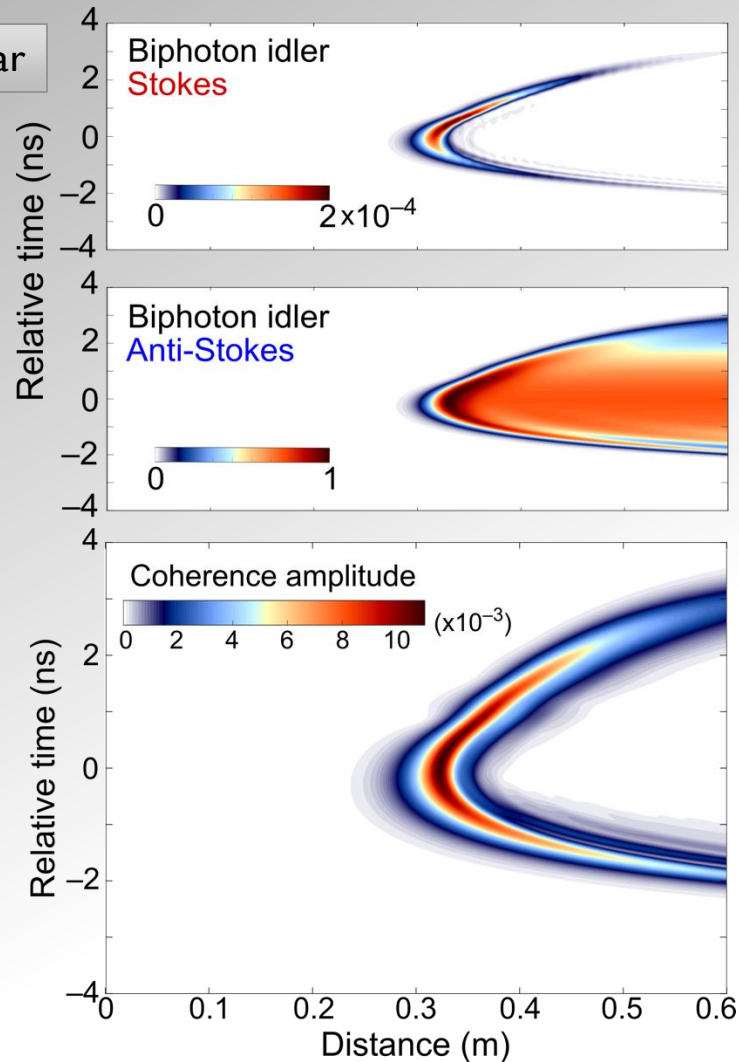 ar
4
2
0
−2
−4
Biphoton idler
Stokes
0 2×10−4
Relative time (ns)
4
2
0
−2
−4
Biphoton idler
Anti-Stokes
0 1
4
2
0
−2
−4
Relative time (ns)
Coherence amplitude
0 2 4 6 8 10 (x10−3)
0 0.1 0.2 0.3 0.4 0.5 0.6
Distance (m)